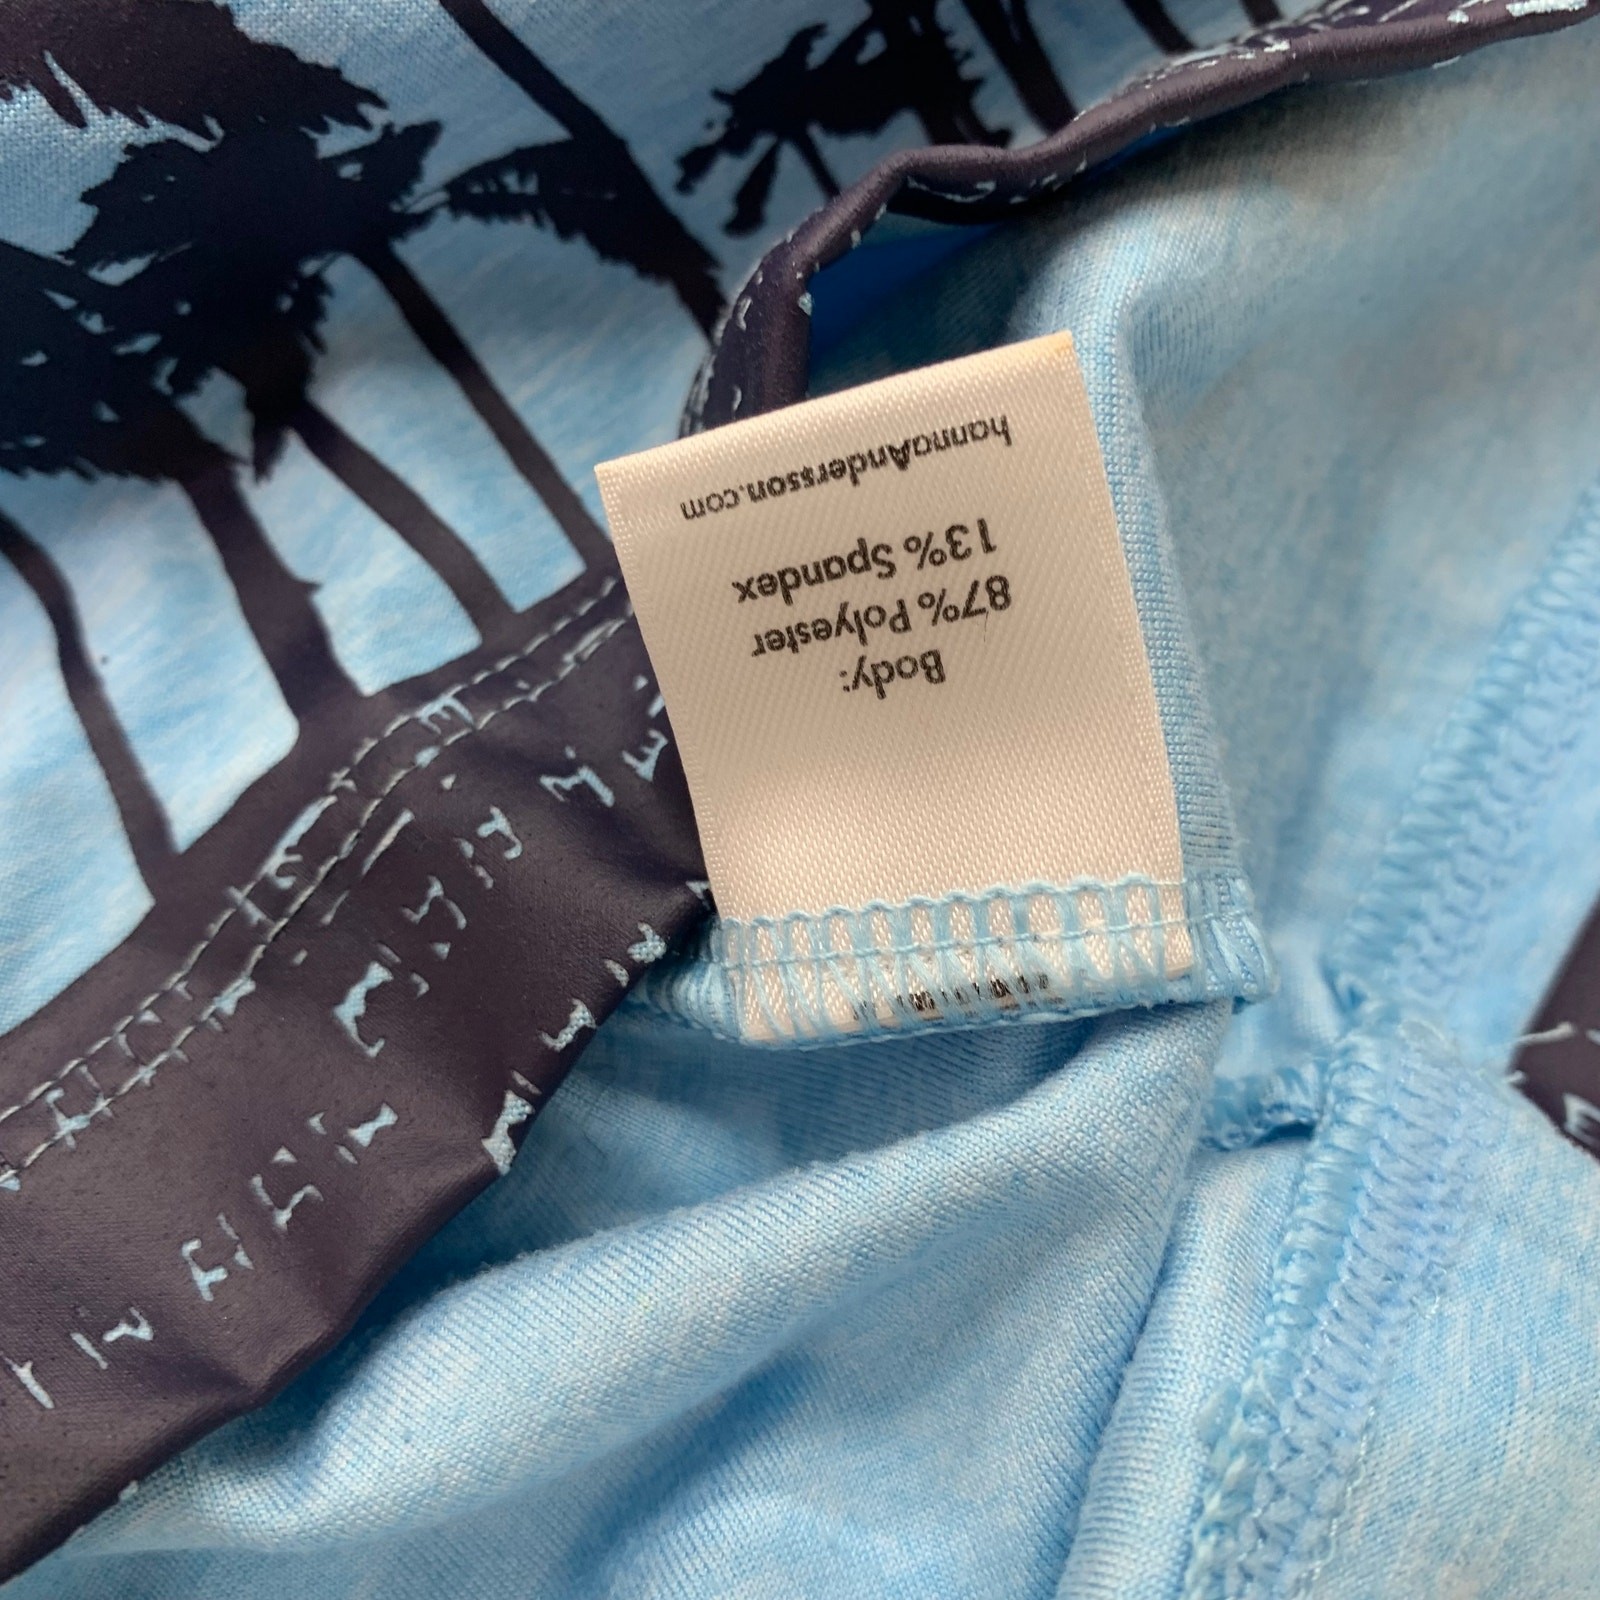 Body:
87% Polyester
13% Spandex
hannaAndersson.com